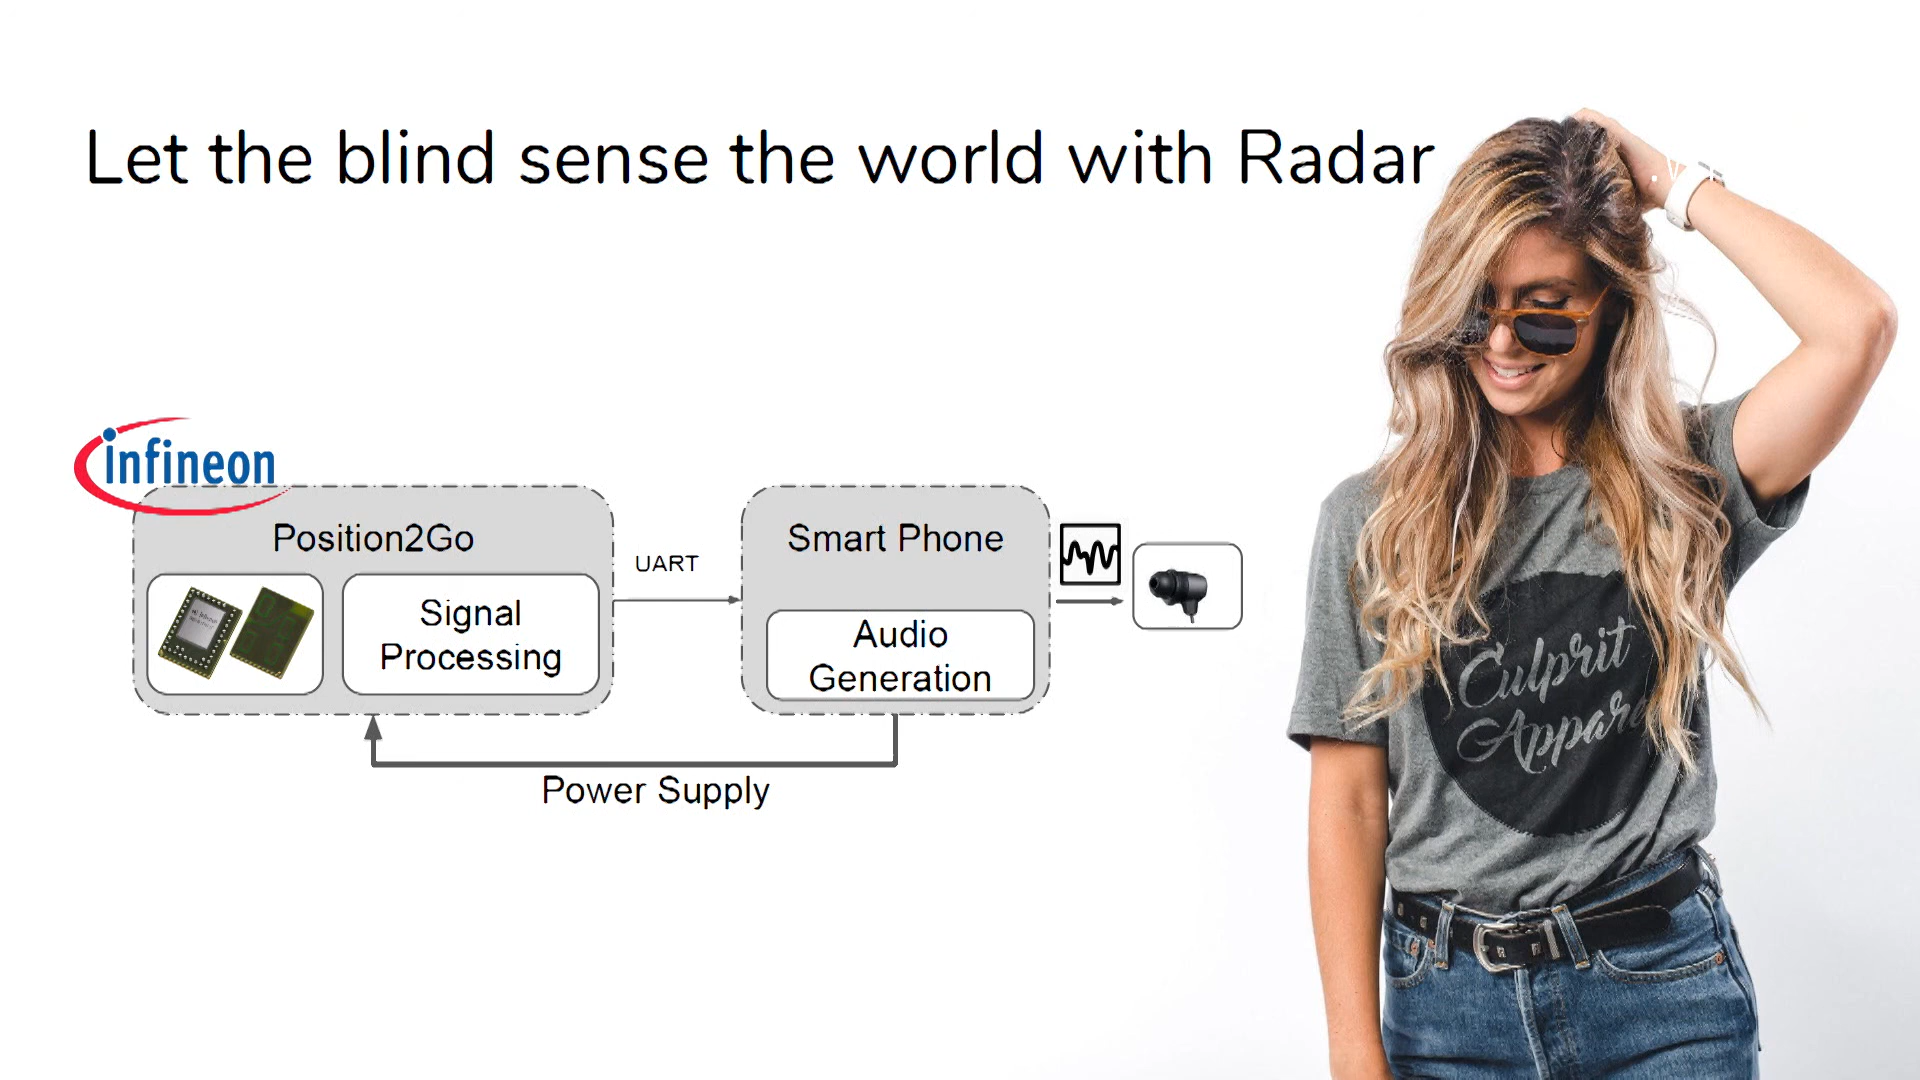 Let the blind sense the world with Radar
infineon
Position2Go
Signal
Processing
UART
Smart Phone
Audio
Generation
Power Supply
Culprit
Apparel